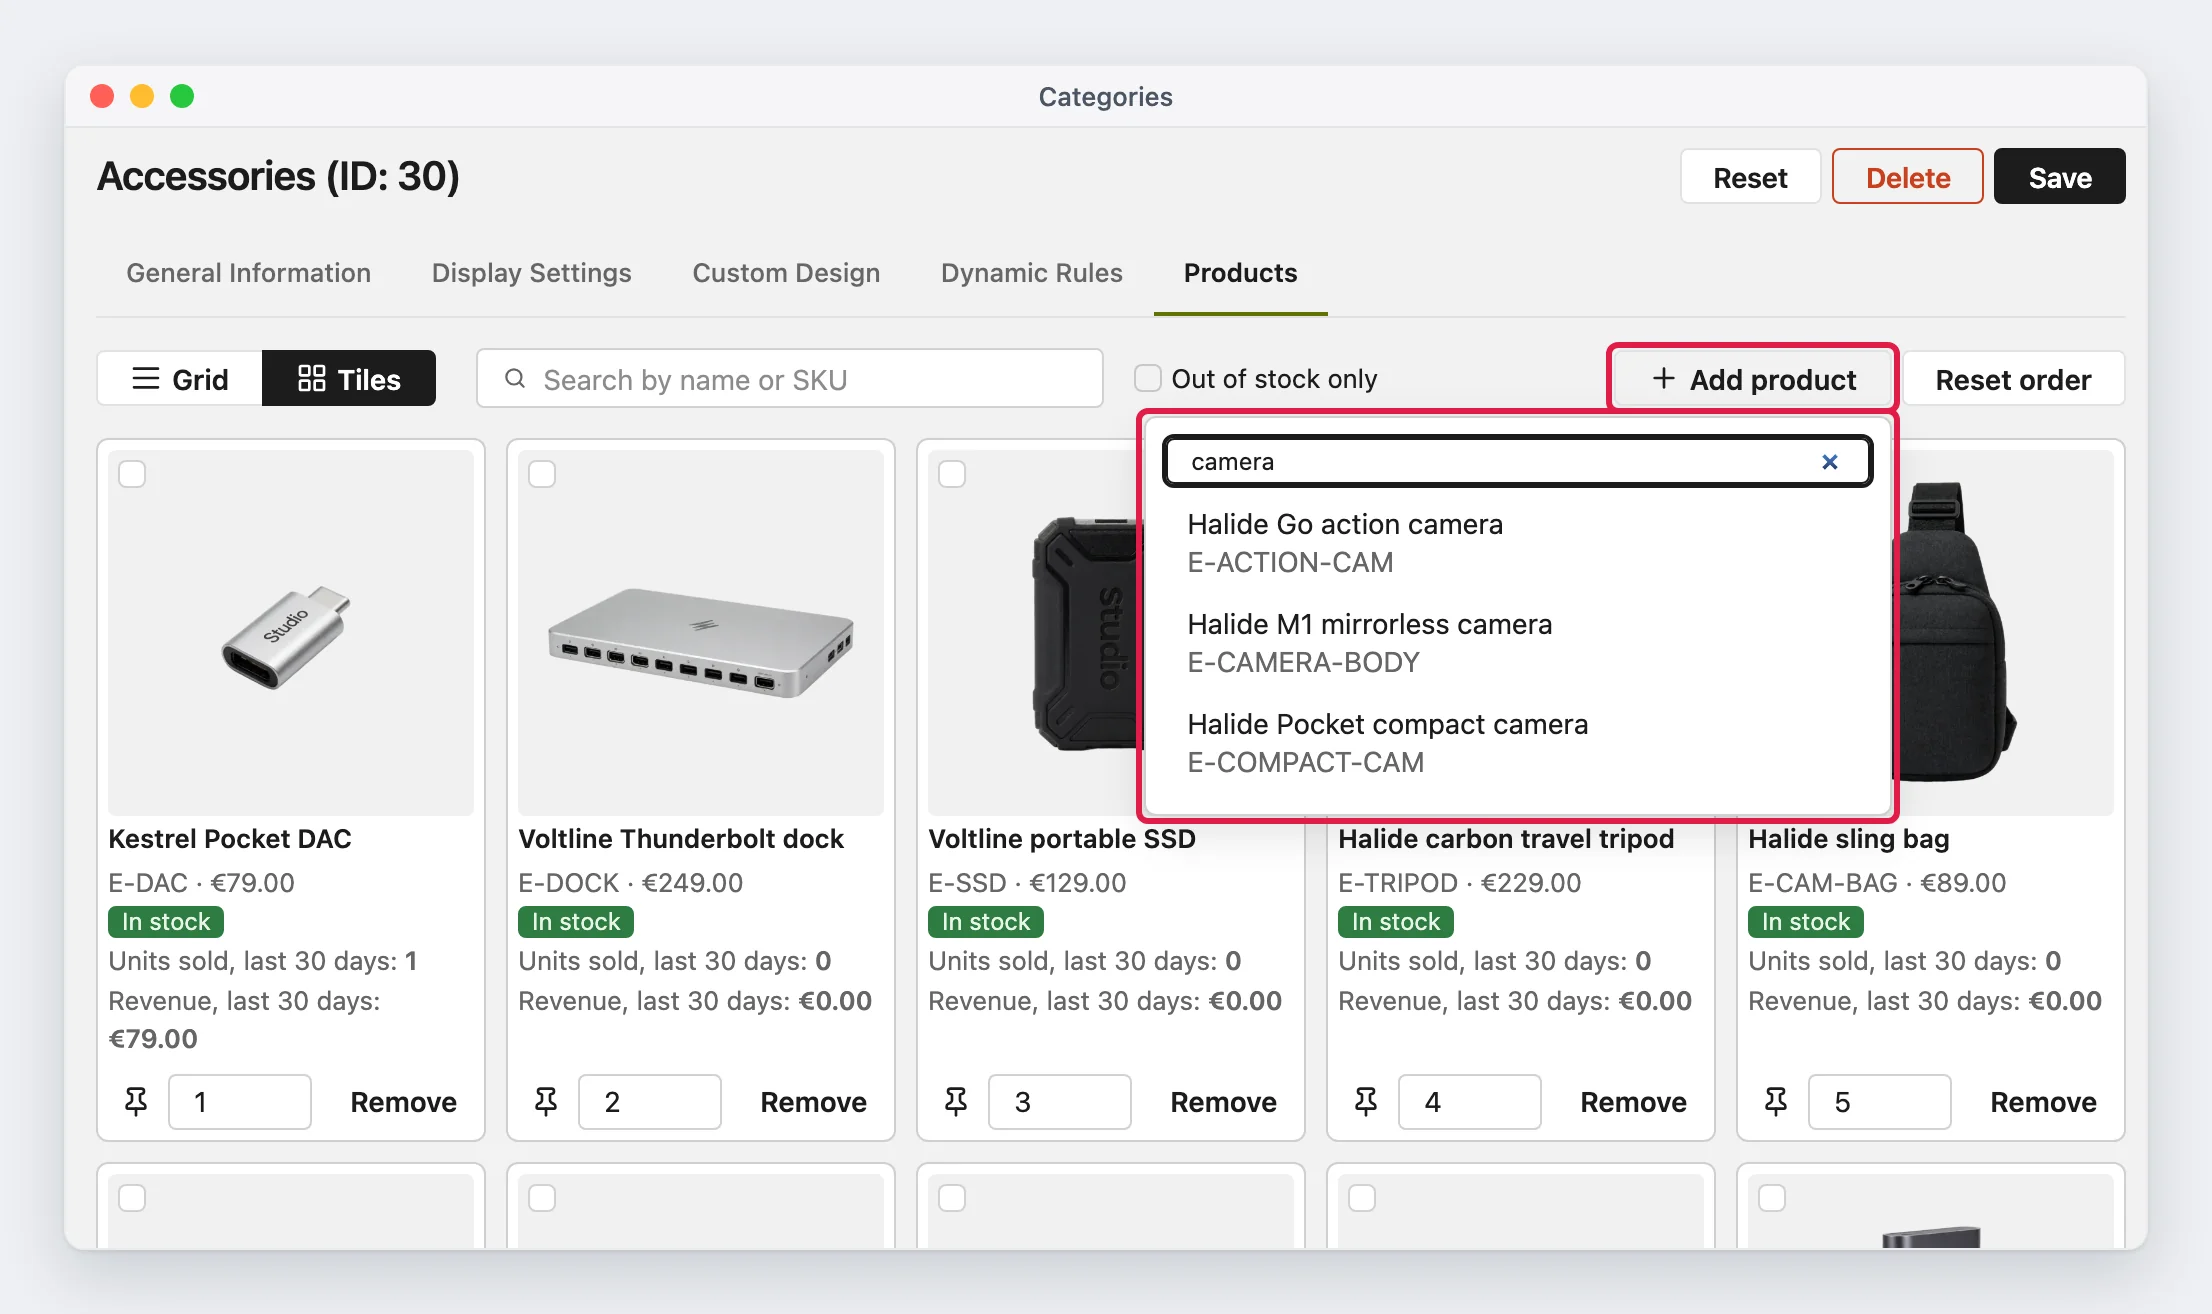 Categories
Accessories (ID: 30)
Reset
Delete
Save
General Information
Display Settings
Custom Design
Dynamic Rules
Products
Grid
Tiles
Search by name or SKU
Out of stock only
Add product
Reset order
camera
Halide Go action camera
E-ACTION-CAM
Halide M1 mirrorless camera
E-CAMERA-BODY
Halide Pocket compact camera
E-COMPACT-CAM
Studio
Kestrel Pocket DAC
E-DAC · €79.00
In stock
Units sold, last 30 days: 1
Revenue, last 30 days:
€79.00
1
Remove
Voltline Thunderbolt dock
E-DOCK · €249.00
In stock
Units sold, last 30 days: 0
Revenue, last 30 days: €0.00
2
Remove
studio
Voltline portable SSD
E-SSD · €129.00
In stock
Units sold, last 30 days: 0
Revenue, last 30 days: €0.00
3
Remove
Halide carbon travel tripod
E-TRIPOD · €229.00
In stock
Units sold, last 30 days: 0
Revenue, last 30 days: €0.00
4
Remove
Halide sling bag
E-CAM-BAG · €89.00
In stock
Units sold, last 30 days: 0
Revenue, last 30 days: €0.00
5
Remove